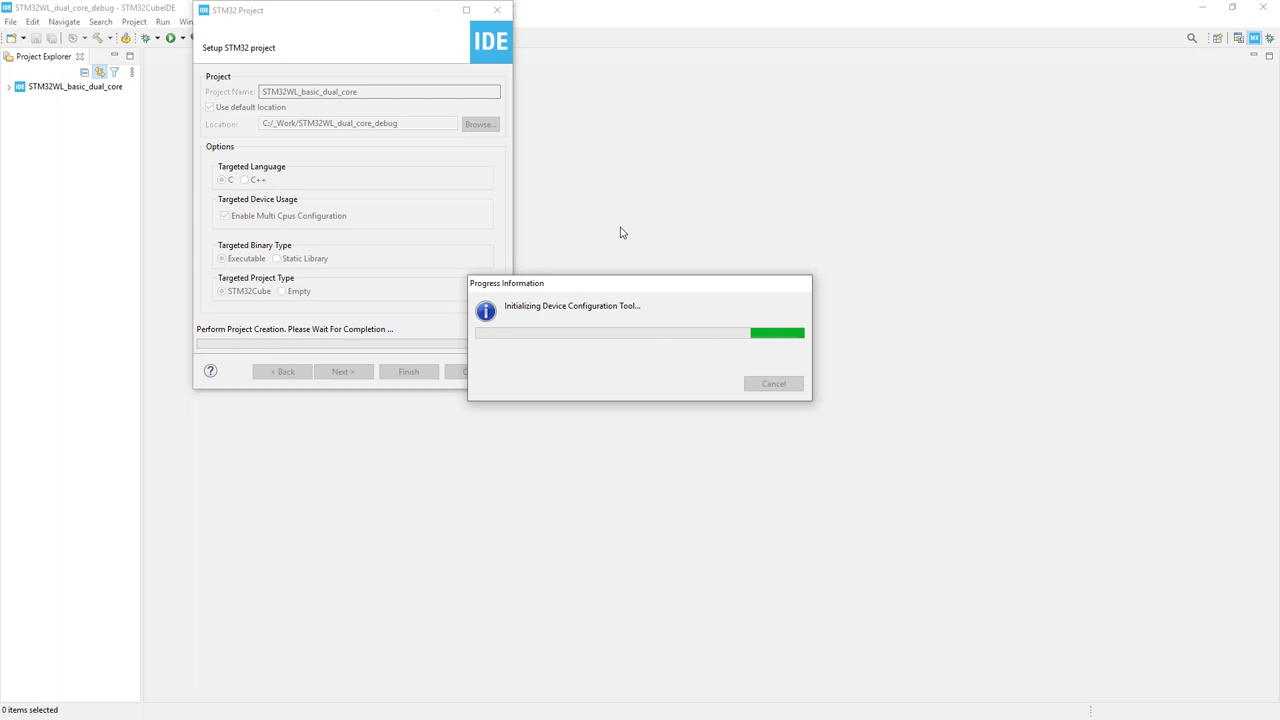 STM32WL_dual_core_debug - STM32CubeIDE
File Edit Navigate Search Project Run Win
Project Explorer
STM32WL_basic_dual_core
STM32 Project
Setup STM32 project
IDE
Project
Project Name: STM32WL_basic_dual_core
Use default location
Location: C:/_Work/STM32WL_dual_core_debug Browse...
Options
Targeted Language
C C++
Targeted Device Usage
Enable Multi Cpus Configuration
Targeted Binary Type
Executable Static Library
Targeted Project Type
STM32Cube Empty
Perform Project Creation. Please Wait For Completion ...
< Back Next > Finish C
Progress Information
Initializing Device Configuration Tool...
Cancel
0 items selected